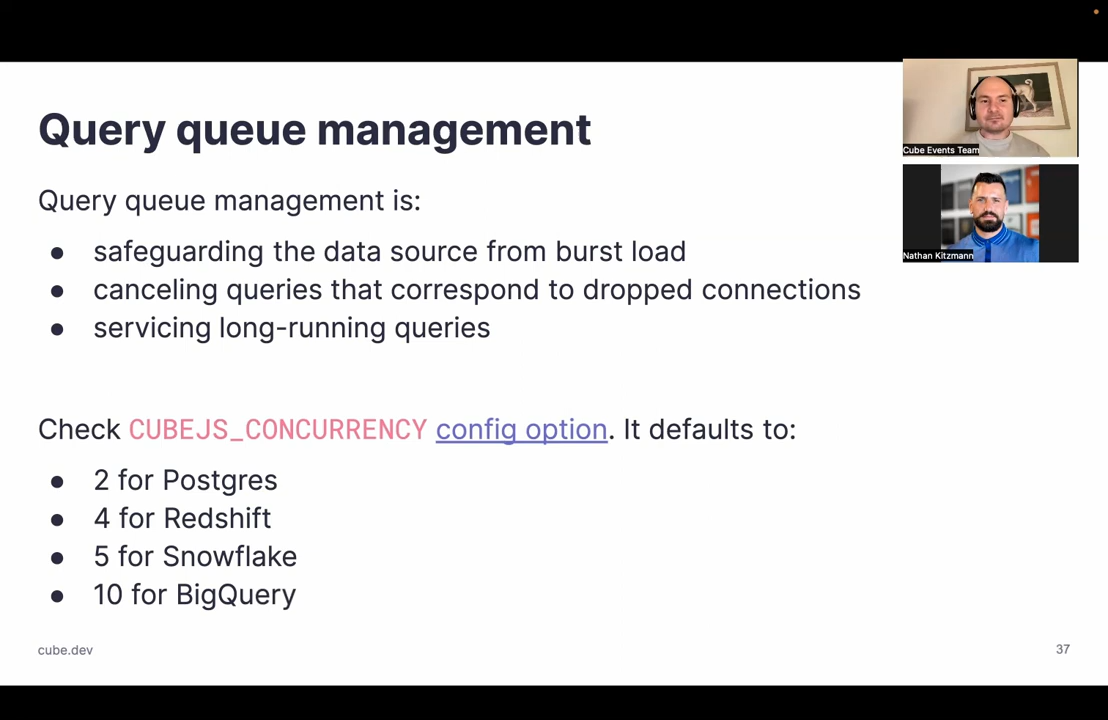 Query queue management
Cube Events Team
Nathan Kitzmann
Query queue management is:
● safeguarding the data source from burst load
● canceling queries that correspond to dropped connections
● servicing long-running queries
Check CUBEJS_CONCURRENCY config option. It defaults to:
● 2 for Postgres
● 4 for Redshift
● 5 for Snowflake
● 10 for BigQuery
cube.dev
37